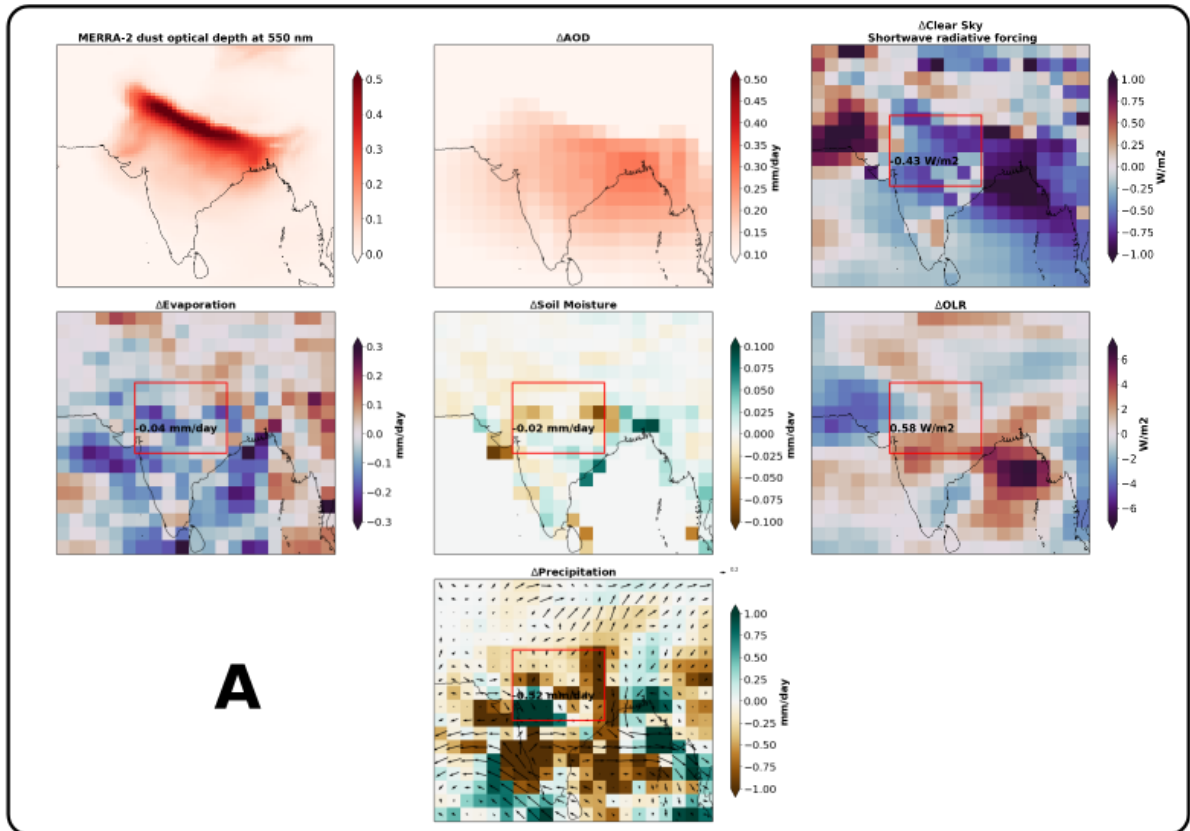 MERRA-2 dust optical depth at 550 nm
0.5
0.4
0.3
0.2
0.1
0.0
ΔAOD
0.50
0.45
0.40
0.35
0.30
0.25
0.20
0.15
0.10
mm/day
ΔClear Sky
Shortwave radiative forcing
-0.43 W/m2
1.00
0.75
0.50
0.25
0.00
−0.25
−0.50
−0.75
−1.00
W/m2
ΔEvaporation
-0.04 mm/day
0.3
0.2
0.1
0.0
−0.1
−0.2
−0.3
mm/day
ΔSoil Moisture
-0.02 mm/day
0.100
0.075
0.050
0.025
0.000
−0.025
−0.050
−0.075
−0.100
mm/day
ΔOLR
0.58 W/m2
6
4
2
0
−2
−4
−6
W/m2
ΔPrecipitation
-0.52 mm/day
1.00
0.75
0.50
0.25
0.00
−0.25
−0.50
−0.75
−1.00
mm/day
A